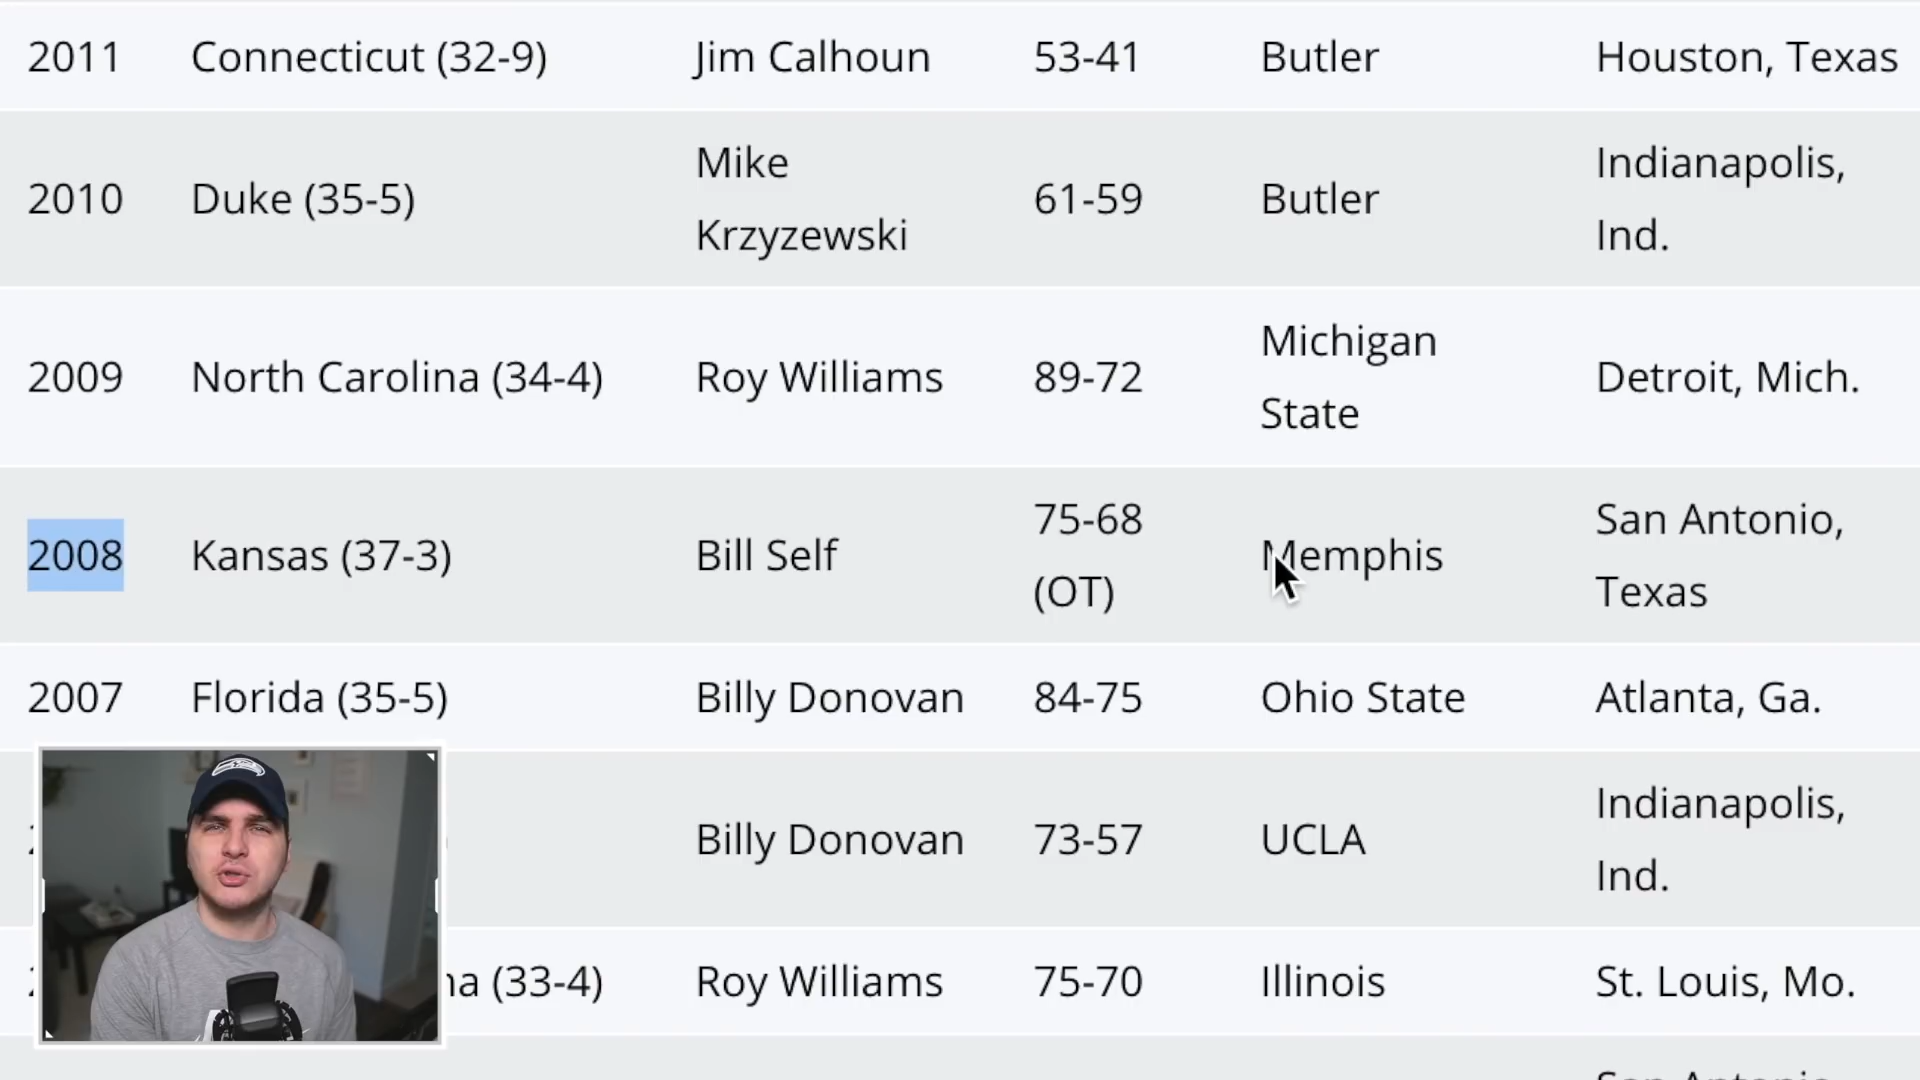 2011 Connecticut (32-9) Jim Calhoun 53-41 Butler Houston, Texas
2010 Duke (35-5) Mike Krzyzewski 61-59 Butler Indianapolis, Ind.
2009 North Carolina (34-4) Roy Williams 89-72 Michigan State Detroit, Mich.
2008 Kansas (37-3) Bill Self 75-68 (OT) Memphis San Antonio, Texas
2007 Florida (35-5) Billy Donovan 84-75 Ohio State Atlanta, Ga.
Billy Donovan 73-57 UCLA Indianapolis, Ind.
na (33-4) Roy Williams 75-70 Illinois St. Louis, Mo.